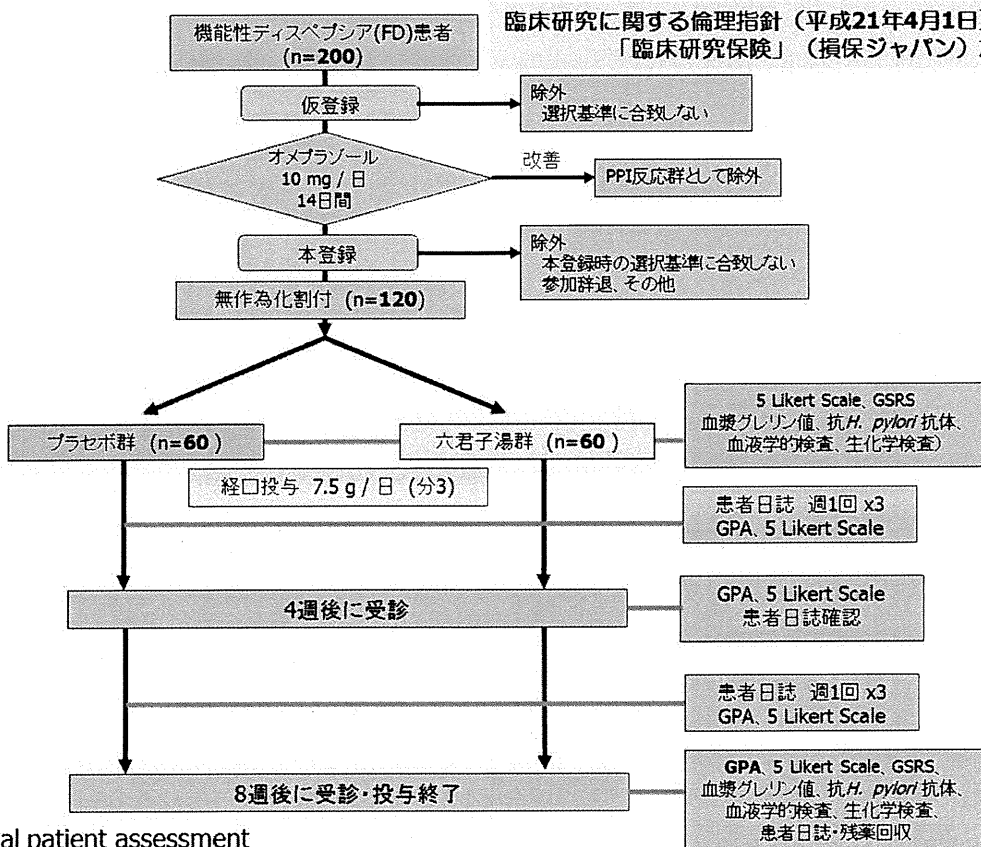 臨床研究に関する倫理指針（平成21年4月1日
「臨床研究保険」（損保ジャパン）
機能性ディスペプシア(FD)患者
(n=200)
仮登録
除外
選択基準に合致しない
オメプラゾール
10 mg / 日
14日間
改善
PPI反応群として除外
本登録
除外
本登録時の選択基準に合致しない
参加辞退、その他
無作為化割付 (n=120)
プラセボ群 (n=60)
六君子湯群 (n=60)
5 Likert Scale, GSRS
血漿グレリン値、抗H. pylori 抗体、
血液学的検査、生化学検査）
経口投与 7.5 g / 日 (分3)
患者日誌 週1回 x3
GPA、5 Likert Scale
4週後に受診
GPA、5 Likert Scale
患者日誌確認
患者日誌 週1回 x3
GPA、5 Likert Scale
8週後に受診・投与終了
GPA、5 Likert Scale、GSRS、
血漿グレリン値、抗H. pylori 抗体、
血液学的検査、生化学検査、
患者日誌・残薬回収
al patient assessment